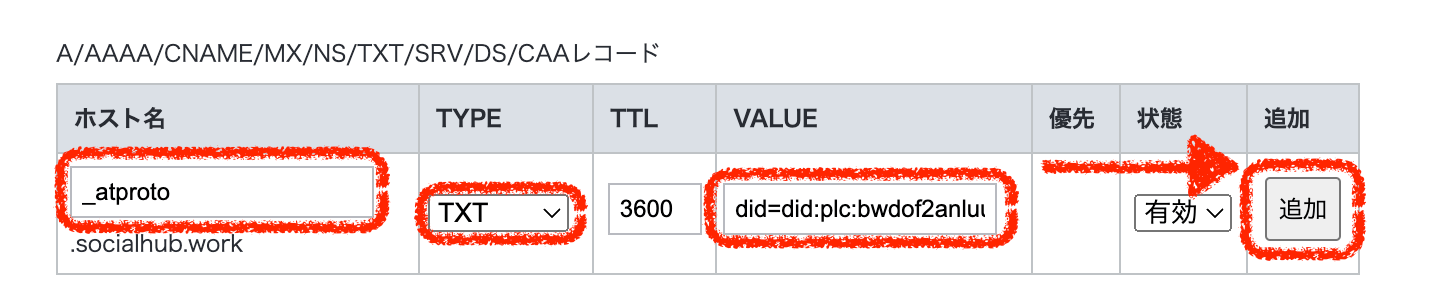 A/AAAA/CNAME/MX/NS/TXT/SRV/DS/CAAレコード
ホスト名 TYPE TTL VALUE 優先 状態 追加
_atproto TXT 3600 did=did:plc:bwdof2anluu 有効 追加
.socialhub.work